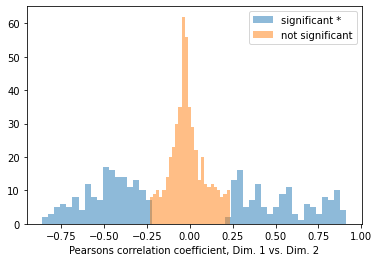 significant *
not significant
60
50
40
30
20
10
0
−0.75 −0.50 −0.25 0.00 0.25 0.50 0.75 1.00
Pearsons correlation coefficient, Dim. 1 vs. Dim. 2